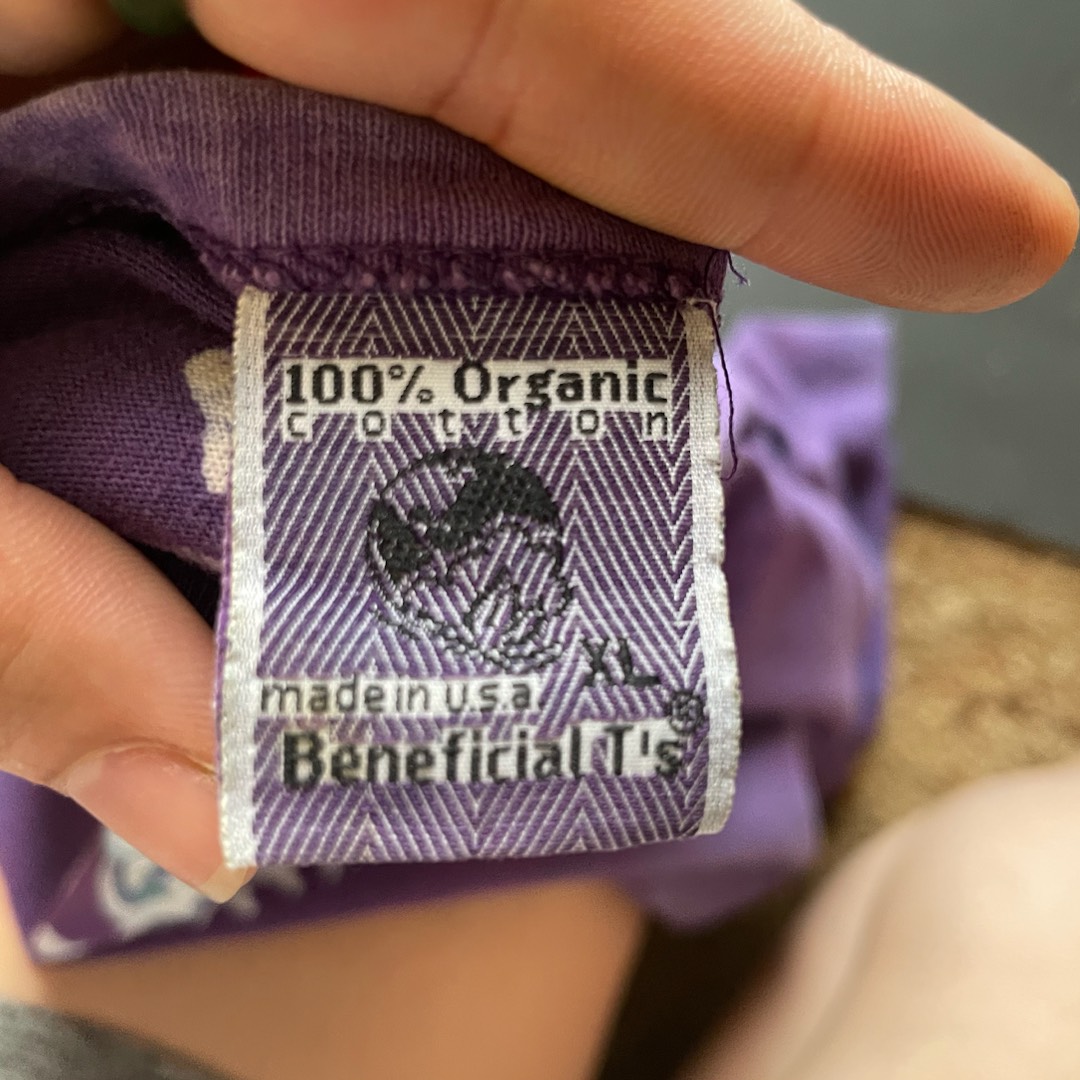 100% Organic
cotton
XL
made in u.s.a.
Beneficial T's®